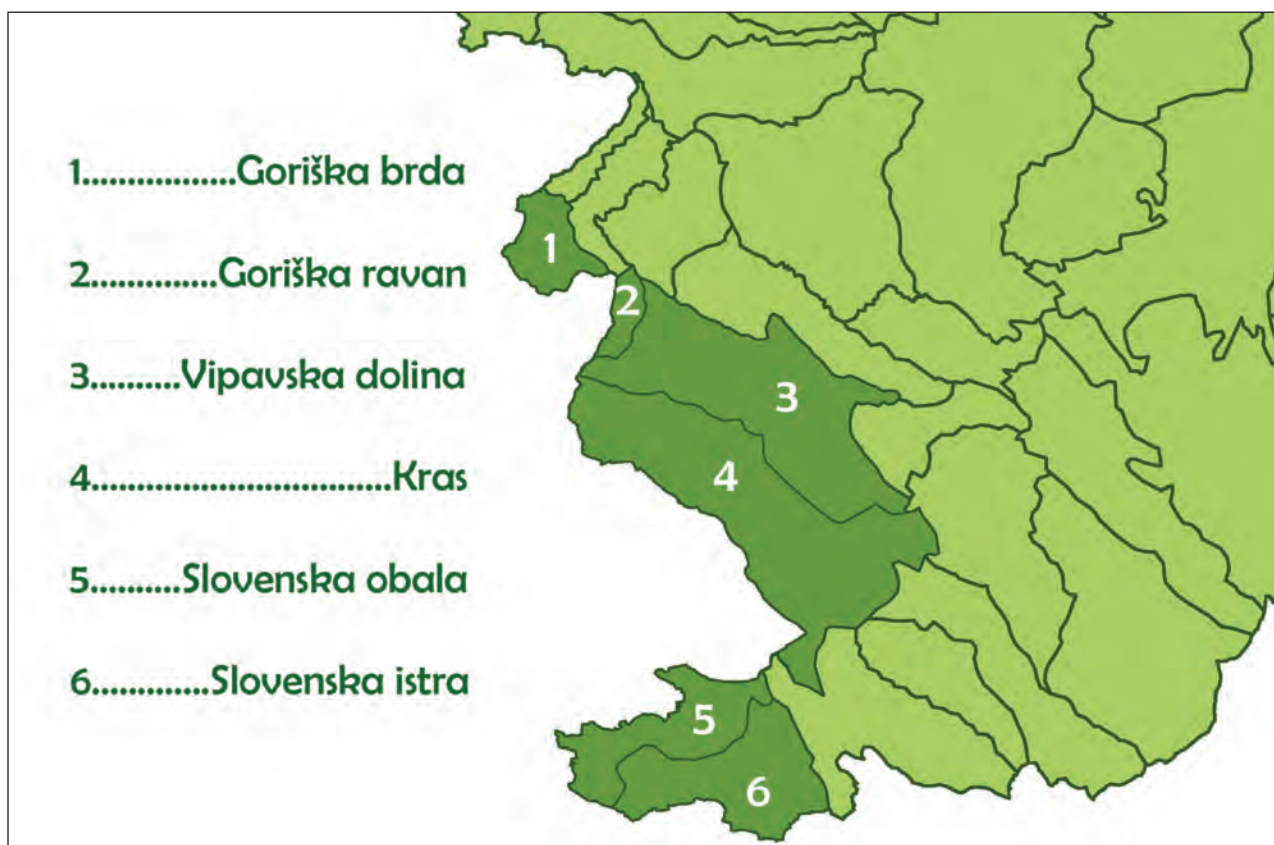 1.................Goriška brda
2..............Goriška ravan
3..........Vipavska dolina
4.................................Kras
5..........Slovenska obala
6.............Slovenska istra
1
2
3
4
5
6